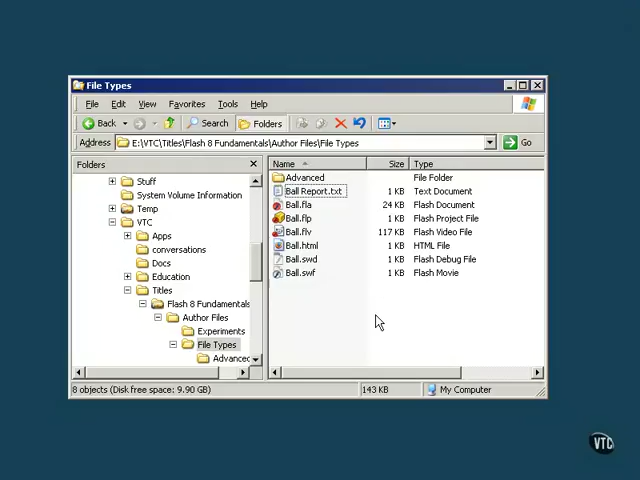 File Types
File Edit View Favorites Tools Help
Back Search Folders
Address E:\VTC\Titles\Flash 8 Fundamentals\Author Files\File Types Go
Folders
Stuff
System Volume Information
Temp
VTC
Apps
conversations
Docs
Education
Titles
Flash 8 Fundamentals
Author Files
Experiments
File Types
Advanced
Name Size Type
Advanced File Folder
Ball Report.txt 1 KB Text Document
Ball.fla 24 KB Flash Document
Ball.flp 1 KB Flash Project File
Ball.flv 117 KB Flash Video File
Ball.html 1 KB HTML File
Ball.swd 1 KB Flash Debug File
Ball.swf 1 KB Flash Movie
8 objects (Disk free space: 9.90 GB) 143 KB My Computer
VTC